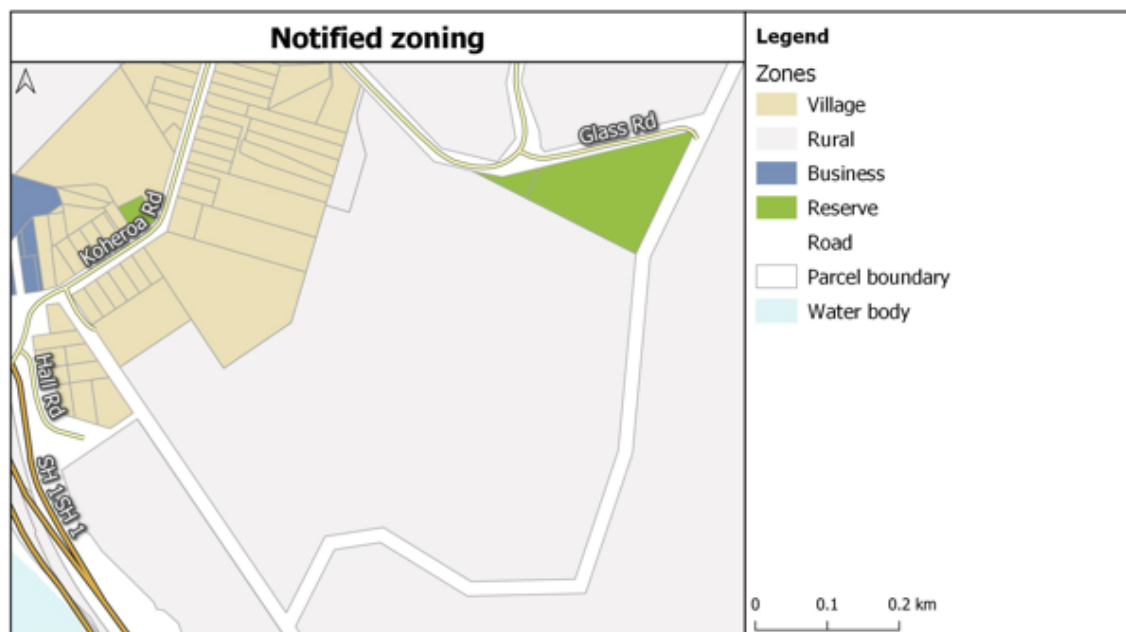 Notified zoning
Legend
Zones
Village
Rural
Business
Reserve
Road
Parcel boundary
Water body
Glass Rd
Koheroa Rd
Hall Rd
SH 1SH 1
0 0.1 0.2 km